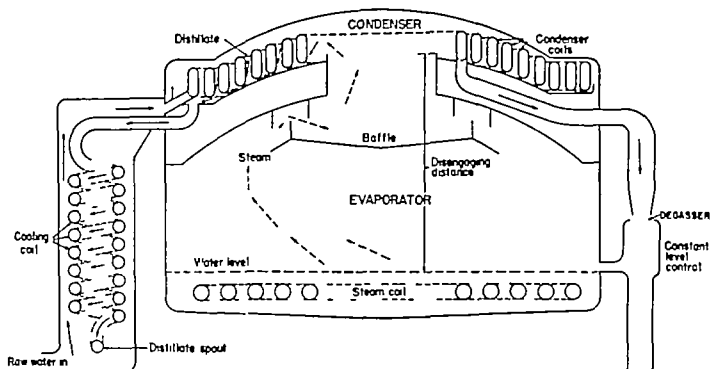 CONDENSER
Distillate
Condenser
coils
Baffle
Steam
Disengaging
distance
EVAPORATOR
DEGASSER
Cooling
coil
Water level
Constant
level
control
Steam coil
Raw water in
Distillate spout